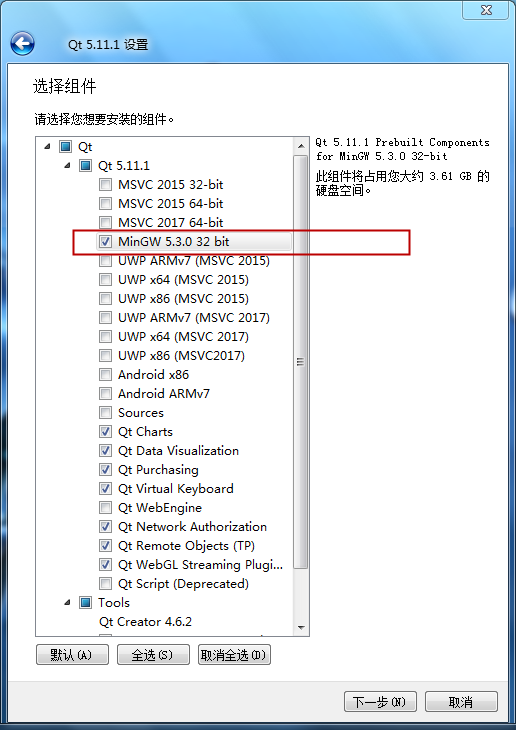 Qt 5.11.1 设置
选择组件
请选择您想要安装的组件。
Qt
Qt 5.11.1
MSVC 2015 32-bit
MSVC 2015 64-bit
MSVC 2017 64-bit
MinGW 5.3.0 32 bit
UWP ARMv7 (MSVC 2015)
UWP x64 (MSVC 2015)
UWP x86 (MSVC 2015)
UWP ARMv7 (MSVC 2017)
UWP x64 (MSVC 2017)
UWP x86 (MSVC2017)
Android x86
Android ARMv7
Sources
Qt Charts
Qt Data Visualization
Qt Purchasing
Qt Virtual Keyboard
Qt WebEngine
Qt Network Authorization
Qt Remote Objects (TP)
Qt WebGL Streaming Plugi...
Qt Script (Deprecated)
Tools
Qt Creator 4.6.2
Qt 5.11.1 Prebuilt Components
for MinGW 5.3.0 32-bit
此组件将占用您大约 3.61 GB 的
硬盘空间。
默认(A)
全选(S)
取消全选(D)
下一步(N)
取消